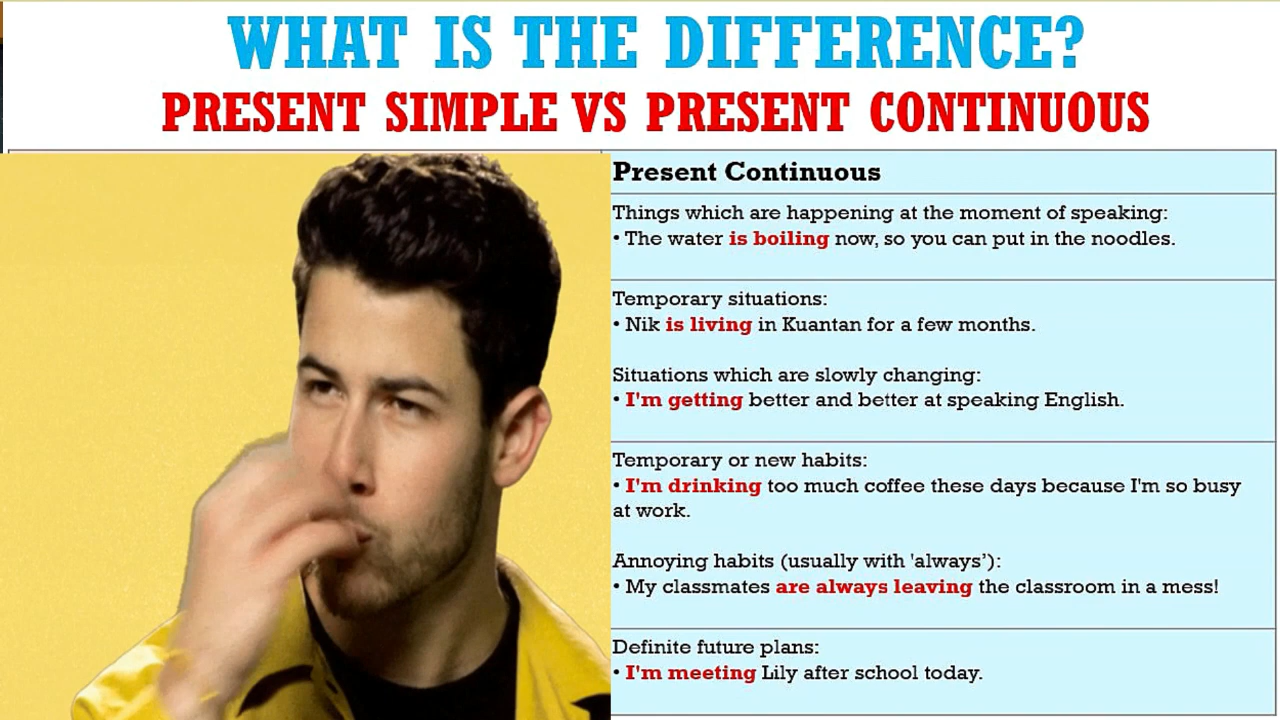 WHAT IS THE DIFFERENCE?
PRESENT SIMPLE VS PRESENT CONTINUOUS
Present Continuous
Things which are happening at the moment of speaking:
• The water is boiling now, so you can put in the noodles.
Temporary situations:
• Nik is living in Kuantan for a few months.
Situations which are slowly changing:
• I'm getting better and better at speaking English.
Temporary or new habits:
• I'm drinking too much coffee these days because I'm so busy
at work.
Annoying habits (usually with 'always’):
• My classmates are always leaving the classroom in a mess!
Definite future plans:
• I'm meeting Lily after school today.